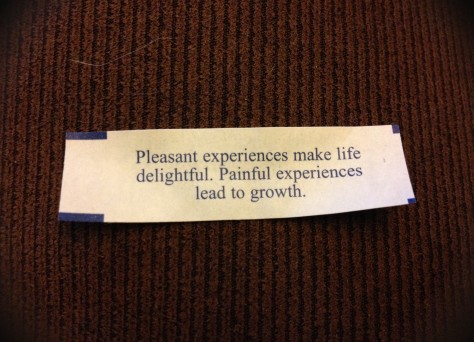 Pleasant experiences make life
delightful. Painful experiences
lead to growth.